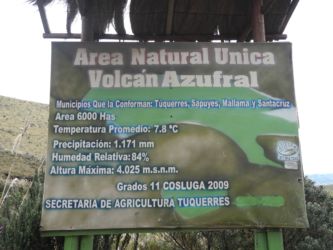 Area Natural Unica
Volcán Azufral
Municipios Que la Conforman: Tuquerres, Sapuyes, Mallama y Santacruz
Area 6000 Has
Temperatura Promedio: 7.8 ºC
Precipitación: 1.171 mm
Humedad Relativa: 84%
Altura Máxima: 4.025 m.s.n.m.
Grados 11 COSLUGA 2009
SECRETARIA DE AGRICULTURA TUQUERRES